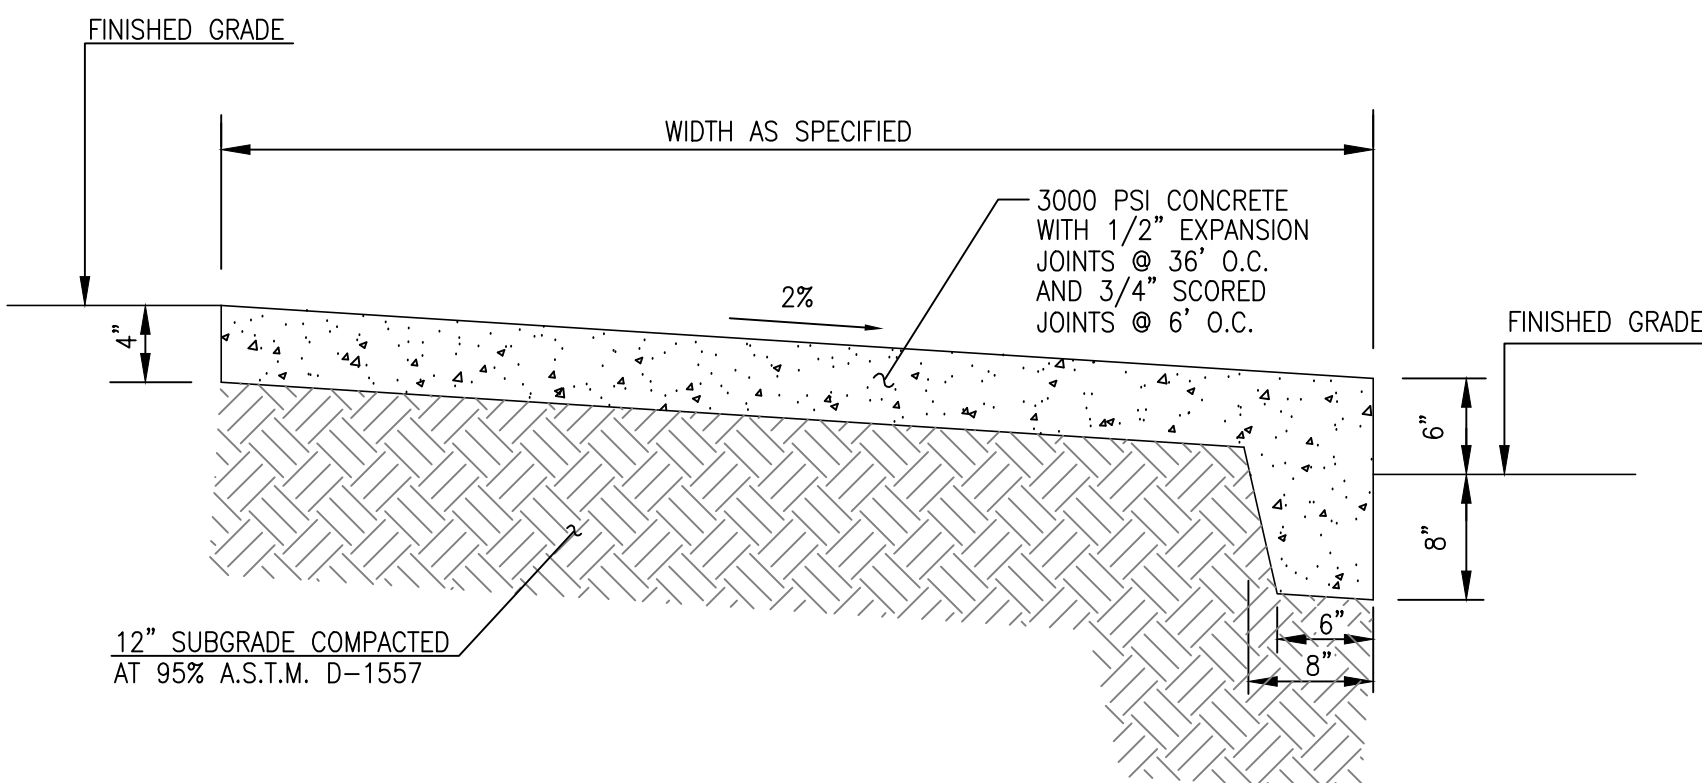 FINISHED GRADE
WIDTH AS SPECIFIED
3000 PSI CONCRETE
WITH 1/2" EXPANSION
JOINTS @ 36' O.C.
AND 3/4" SCORED
JOINTS @ 6' O.C.
2%
4"
FINISHED GRADE
6"
8"
6"
8"
12" SUBGRADE COMPACTED
AT 95% A.S.T.M. D-1557